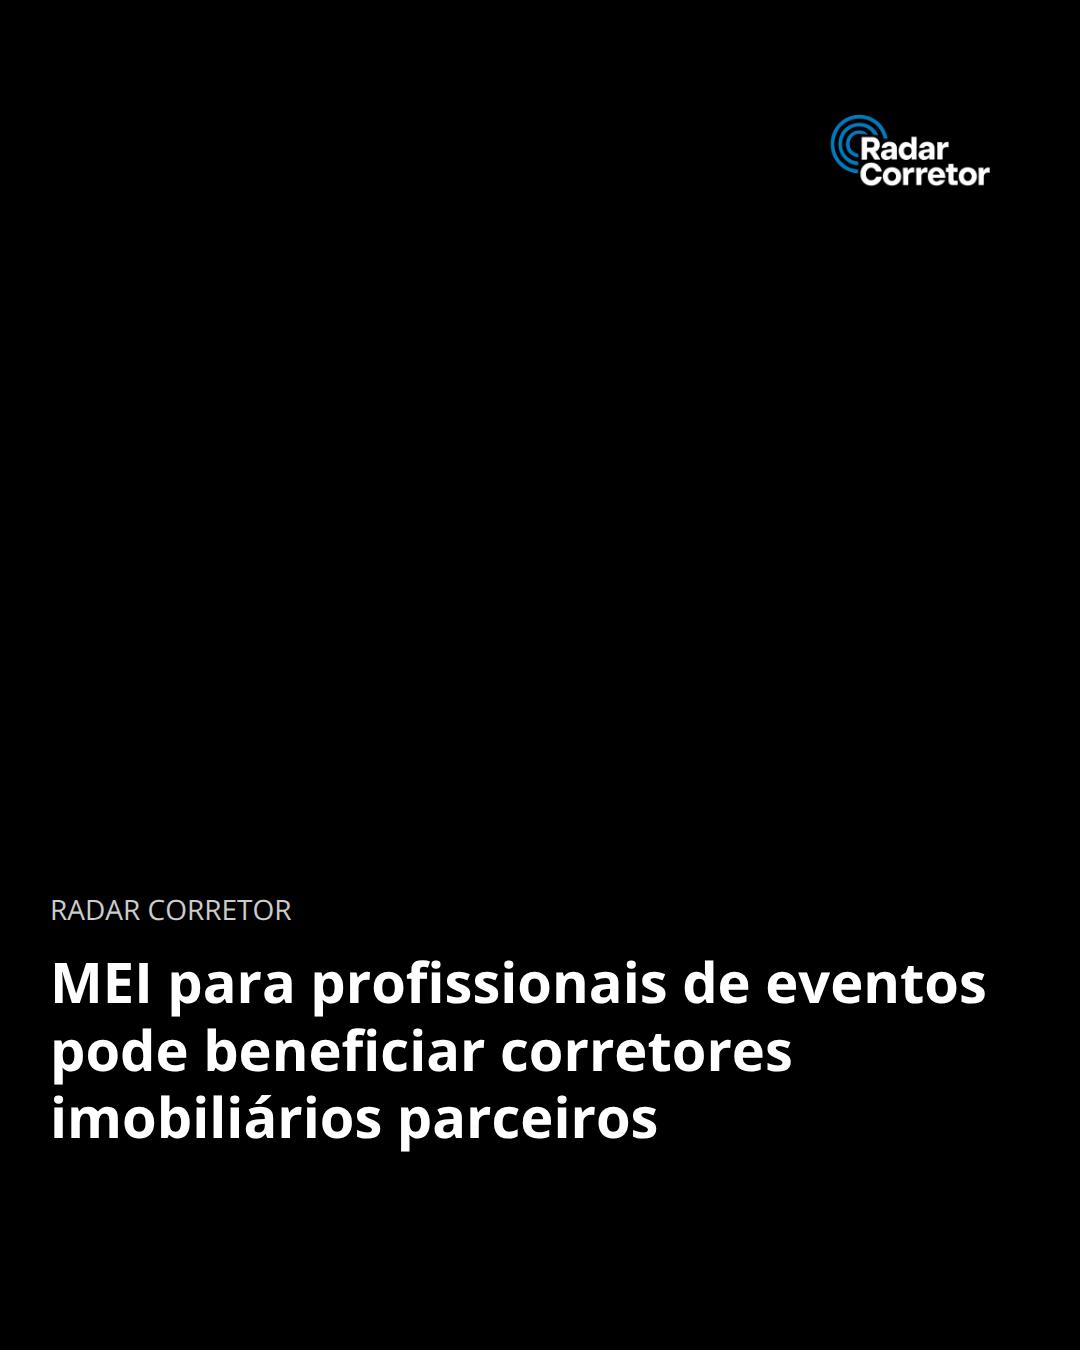 Radar
Corretor
RADAR CORRETOR
MEI para profissionais de eventos
pode beneficiar corretores
imobiliários parceiros